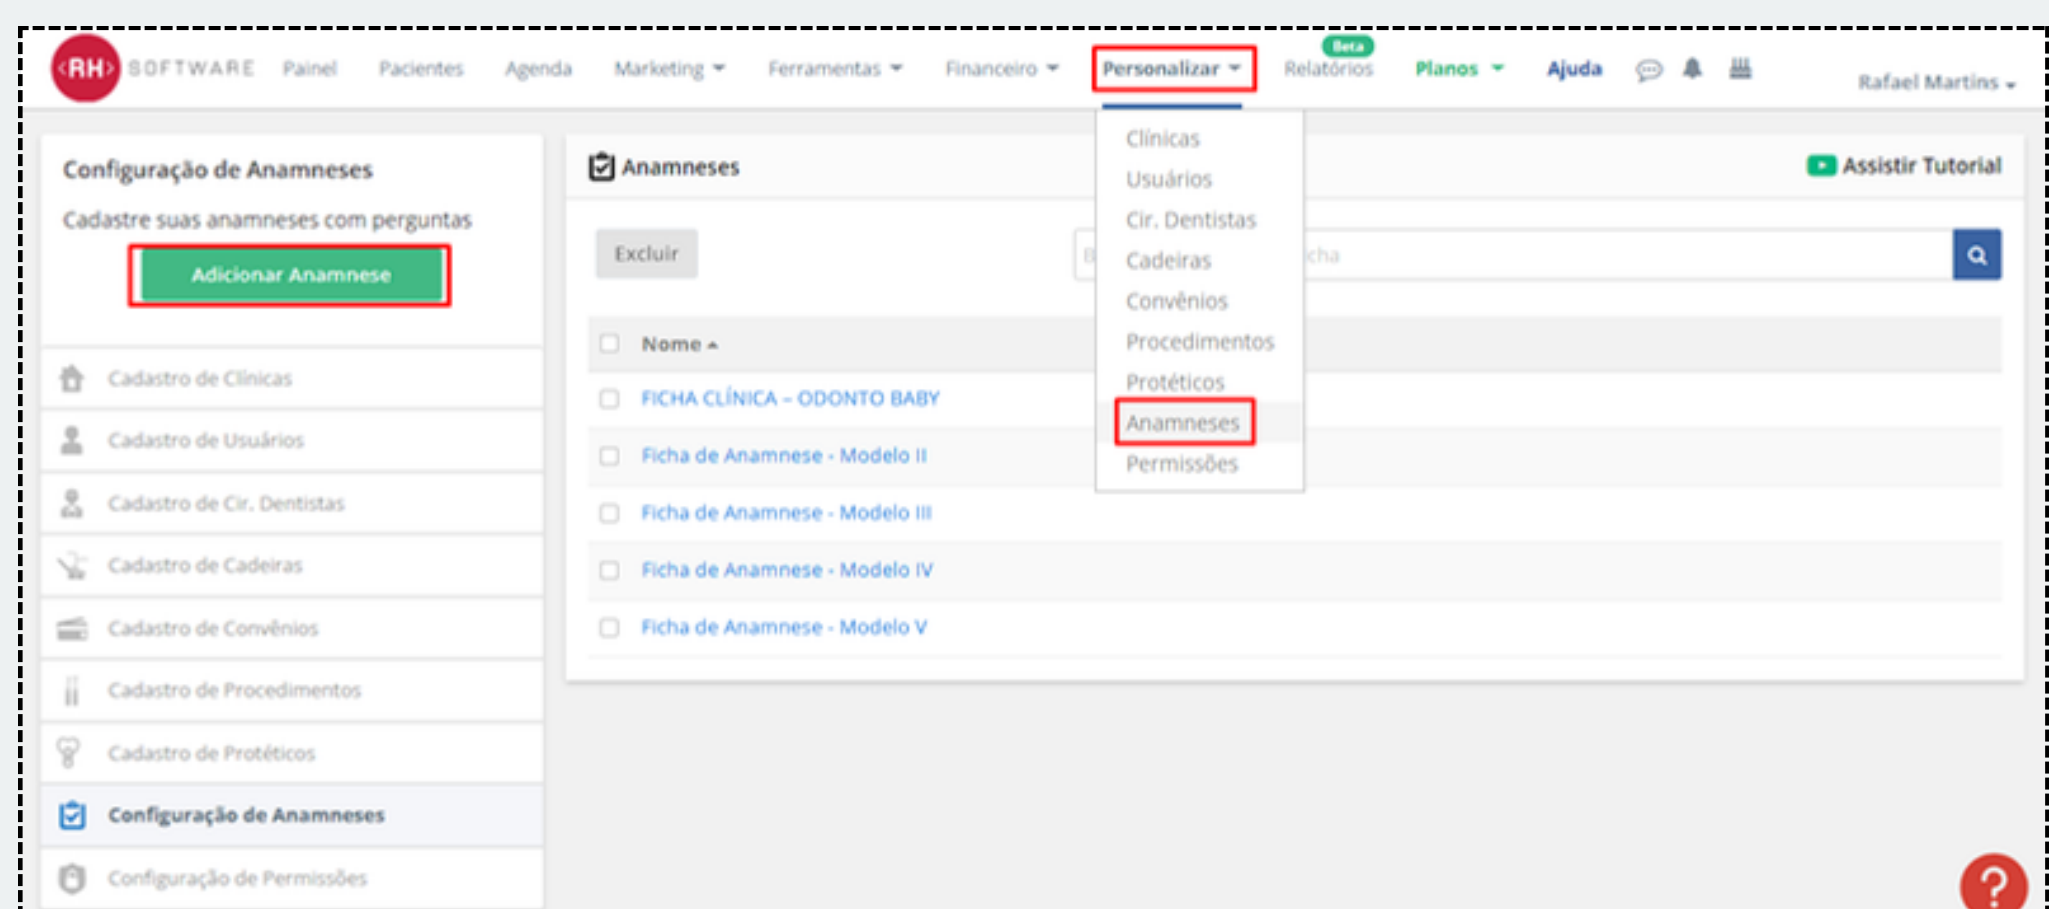 <RH> SOFTWARE Painel Pacientes Agenda Marketing Ferramentas Financeiro Personalizar Beta Relatórios Planos Ajuda Rafael Martins
Configuração de Anamneses
Cadastre suas anamneses com perguntas
Adicionar Anamnese
Cadastro de Clínicas
Cadastro de Usuários
Cadastro de Cir. Dentistas
Cadastro de Cadeiras
Cadastro de Convênios
Cadastro de Procedimentos
Cadastro de Protéticos
Configuração de Anamneses
Configuração de Permissões
Anamneses
Assistir Tutorial
Excluir
Nome
FICHA CLÍNICA – ODONTO BABY
Ficha de Anamnese - Modelo II
Ficha de Anamnese - Modelo III
Ficha de Anamnese - Modelo IV
Ficha de Anamnese - Modelo V
Clínicas
Usuários
Cir. Dentistas
Cadeiras
Convênios
Procedimentos
Protéticos
Anamneses
Permissões
?